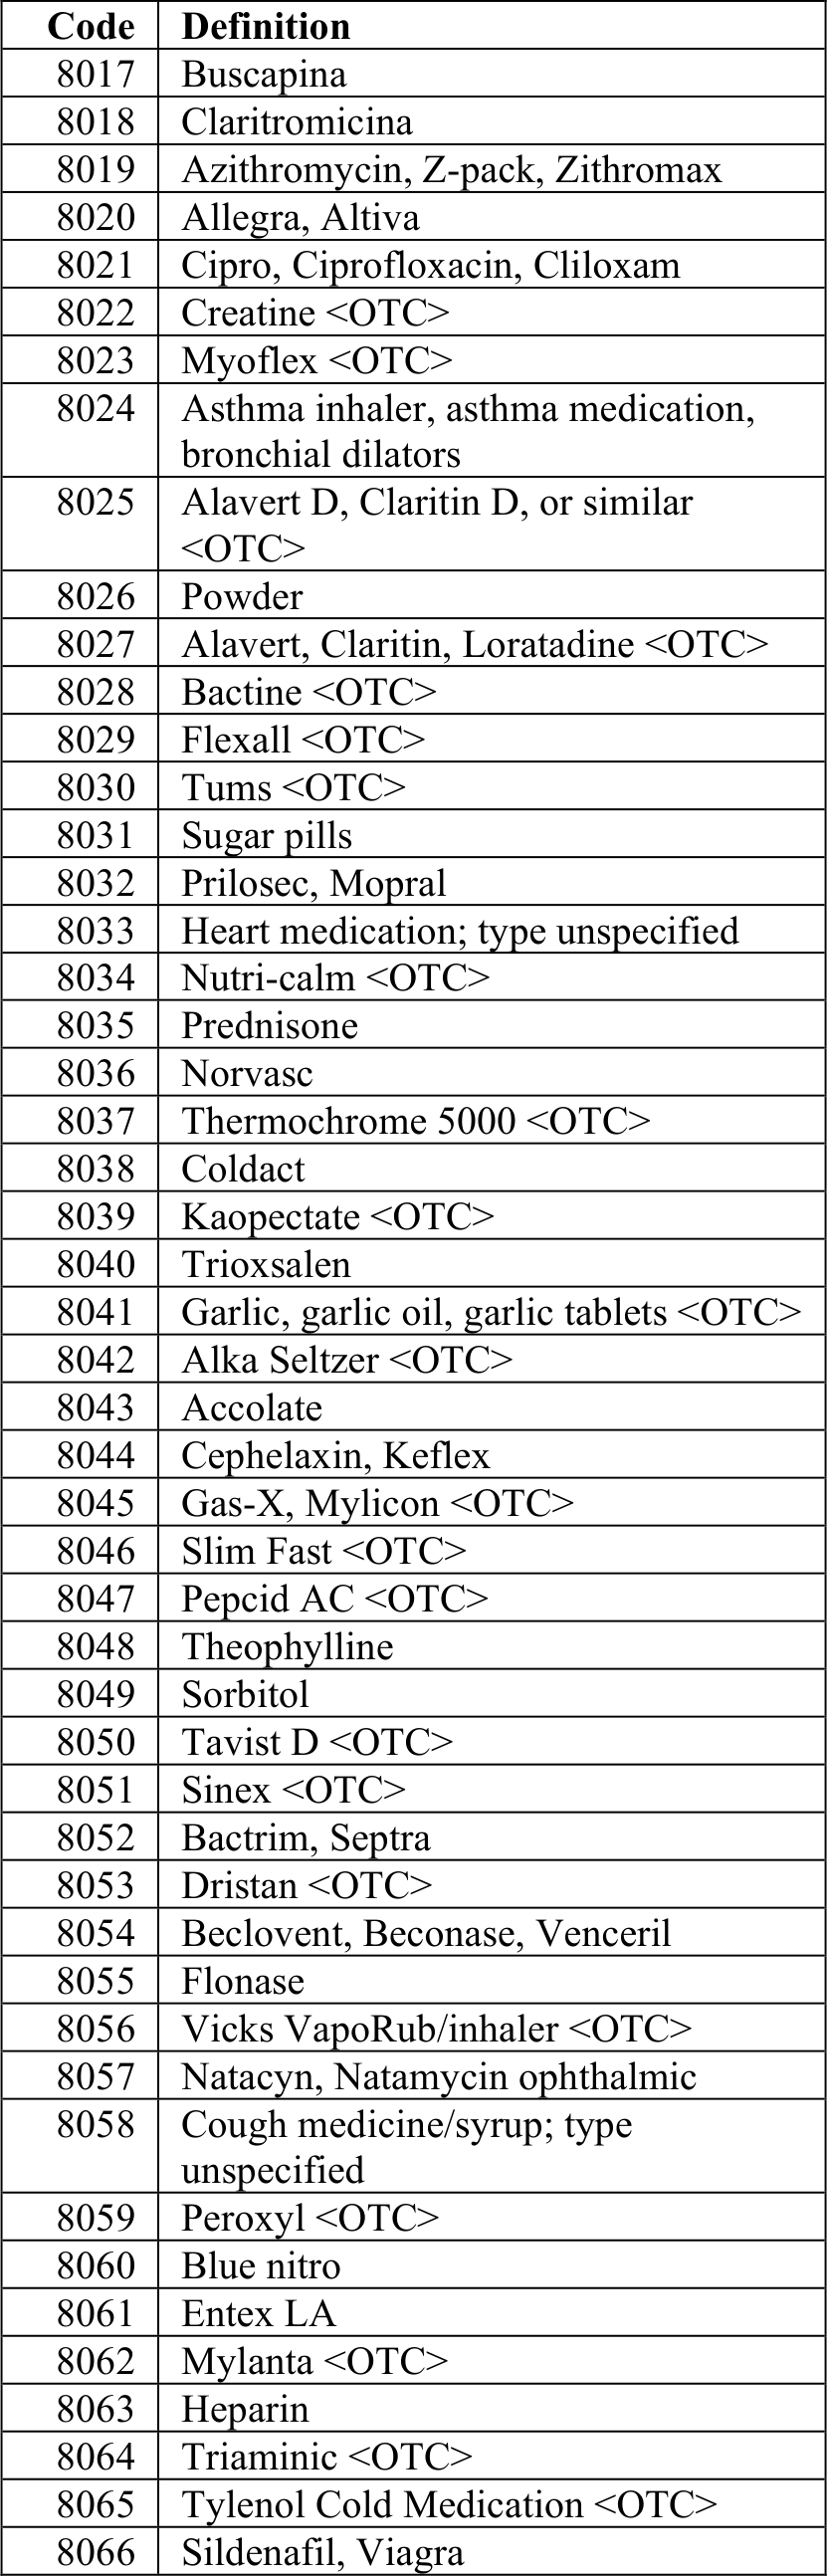 Code Definition
8017 Buscapina
8018 Claritromicina
8019 Azithromycin, Z-pack, Zithromax
8020 Allegra, Altiva
8021 Cipro, Ciprofloxacin, Cliloxam
8022 Creatine <OTC>
8023 Myoflex <OTC>
8024 Asthma inhaler, asthma medication,
bronchial dilators
8025 Alavert D, Claritin D, or similar
<OTC>
8026 Powder
8027 Alavert, Claritin, Loratadine <OTC>
8028 Bactine <OTC>
8029 Flexall <OTC>
8030 Tums <OTC>
8031 Sugar pills
8032 Prilosec, Mopral
8033 Heart medication; type unspecified
8034 Nutri-calm <OTC>
8035 Prednisone
8036 Norvasc
8037 Thermochrome 5000 <OTC>
8038 Coldact
8039 Kaopectate <OTC>
8040 Trioxsalen
8041 Garlic, garlic oil, garlic tablets <OTC>
8042 Alka Seltzer <OTC>
8043 Accolate
8044 Cephelaxin, Keflex
8045 Gas-X, Mylicon <OTC>
8046 Slim Fast <OTC>
8047 Pepcid AC <OTC>
8048 Theophylline
8049 Sorbitol
8050 Tavist D <OTC>
8051 Sinex <OTC>
8052 Bactrim, Septra
8053 Dristan <OTC>
8054 Beclovent, Beconase, Venceril
8055 Flonase
8056 Vicks VapoRub/inhaler <OTC>
8057 Natacyn, Natamycin ophthalmic
8058 Cough medicine/syrup; type
unspecified
8059 Peroxyl <OTC>
8060 Blue nitro
8061 Entex LA
8062 Mylanta <OTC>
8063 Heparin
8064 Triaminic <OTC>
8065 Tylenol Cold Medication <OTC>
8066 Sildenafil, Viagra